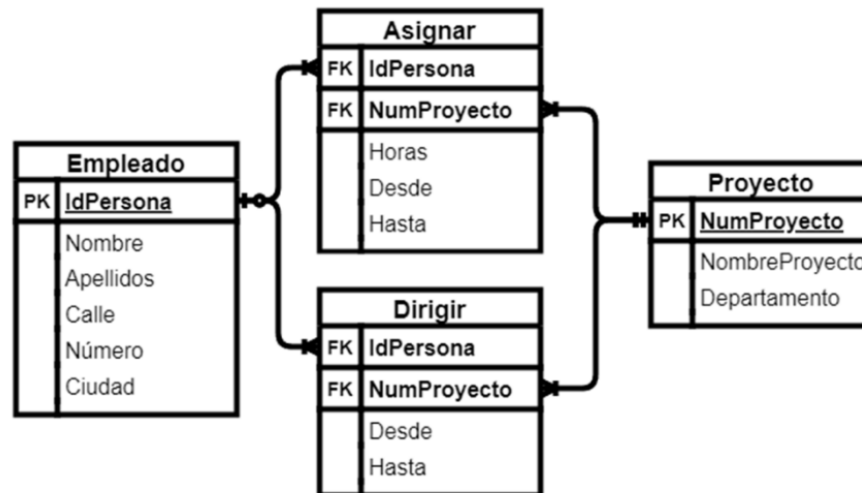 Asignar
FK IdPersona
FK NumProyecto
Horas
Desde
Hasta
Empleado
PK IdPersona
Nombre
Apellidos
Calle
Número
Ciudad
Proyecto
PK NumProyecto
NombreProyecto
Departamento
Dirigir
FK IdPersona
FK NumProyecto
Desde
Hasta